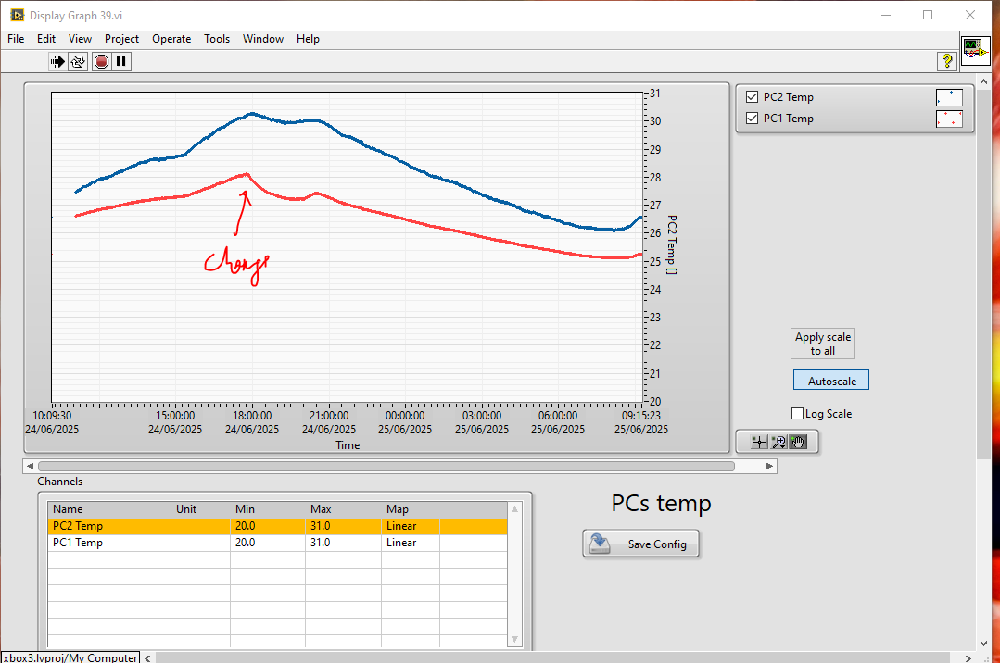 Display Graph 39.vi
File Edit View Project Operate Tools Window Help
?
PC2 Temp
PC1 Temp
31
30
29
28
27
26
25
24
23
22
21
20
PC2 Temp []
Change
10:09:30 15:00:00 18:00:00 21:00:00 00:00:00 03:00:00 06:00:00 09:15:23
24/06/2025 24/06/2025 24/06/2025 24/06/2025 25/06/2025 25/06/2025 25/06/2025 25/06/2025
Time
Apply scale
to all
Autoscale
Log Scale
Channels
Name Unit Min Max Map
PC2 Temp 20.0 31.0 Linear
PC1 Temp 20.0 31.0 Linear
PCs temp
Save Config
xbox3.lvproj/My Computer